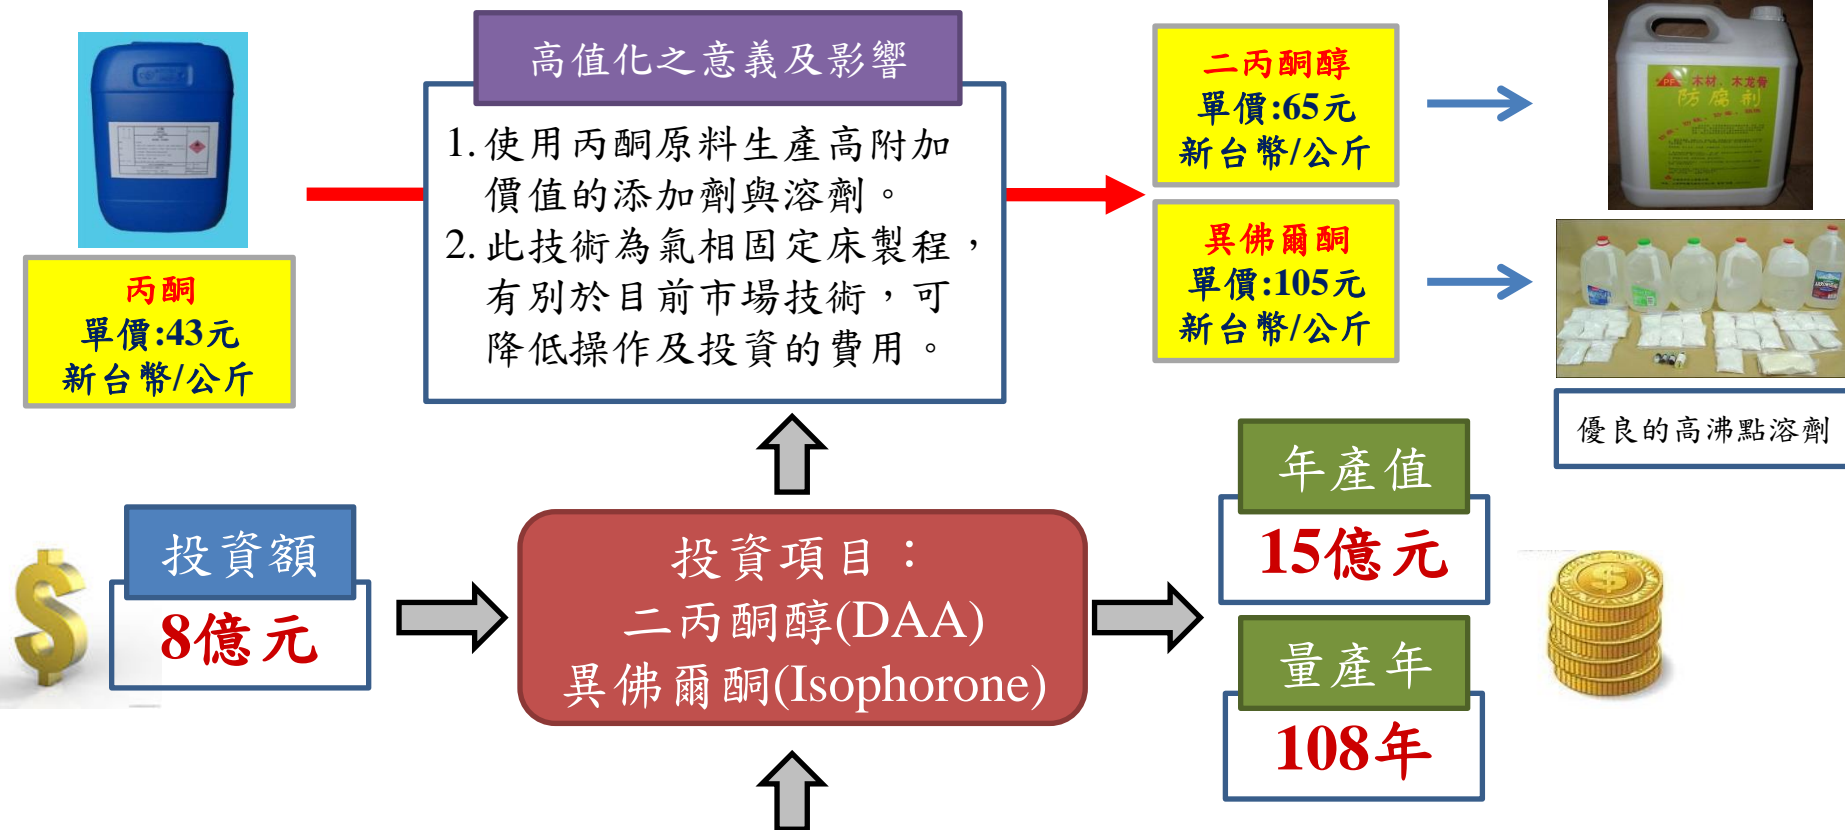 高值化之意義及影響
1. 使用丙酮原料生產高附加
價值的添加劑與溶劑。
2. 此技術為氣相固定床製程，
有別於目前市場技術，可
降低操作及投資的費用。
丙酮
單價:43元
新台幣/公斤
二丙酮醇
單價:65元
新台幣/公斤
異佛爾酮
單價:105元
新台幣/公斤
木材、木龙骨
防腐剂
優良的高沸點溶劑
投資額
8億元
投資項目：
二丙酮醇(DAA)
異佛爾酮(Isophorone)
年產值
15億元
量產年
108年